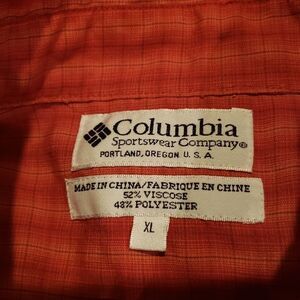 Columbia
Sportswear Company®
PORTLAND, OREGON U. S. A.
MADE IN CHINA/FABRIQUE EN CHINE
52% VISCOSE
48% POLYESTER
XL